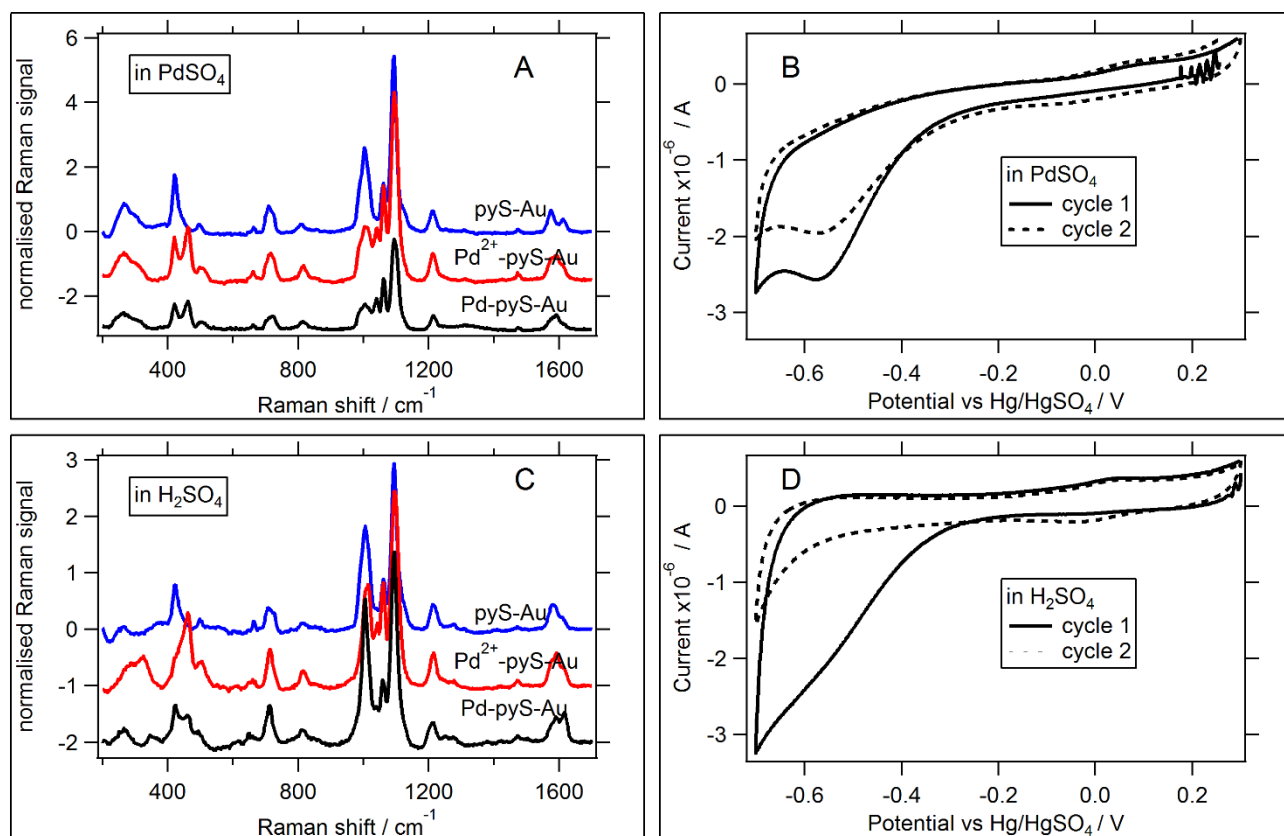 A
in PdSO₄
normalised Raman signal
6
4
2
0
-2
pyS-Au
Pd²⁺-pyS-Au
Pd-pyS-Au
400
800
1200
1600
Raman shift / cm⁻¹
B
Current x10⁻⁶ / A
0
-1
-2
-3
in PdSO₄
cycle 1
cycle 2
-0.6
-0.4
-0.2
0.0
0.2
Potential vs Hg/HgSO₄ / V
C
in H₂SO₄
normalised Raman signal
3
2
1
0
-1
-2
pyS-Au
Pd²⁺-pyS-Au
Pd-pyS-Au
400
800
1200
1600
Raman shift / cm⁻¹
D
Current x10⁻⁶ / A
0
-1
-2
-3
in H₂SO₄
cycle 1
cycle 2
-0.6
-0.4
-0.2
0.0
0.2
Potential vs Hg/HgSO₄ / V